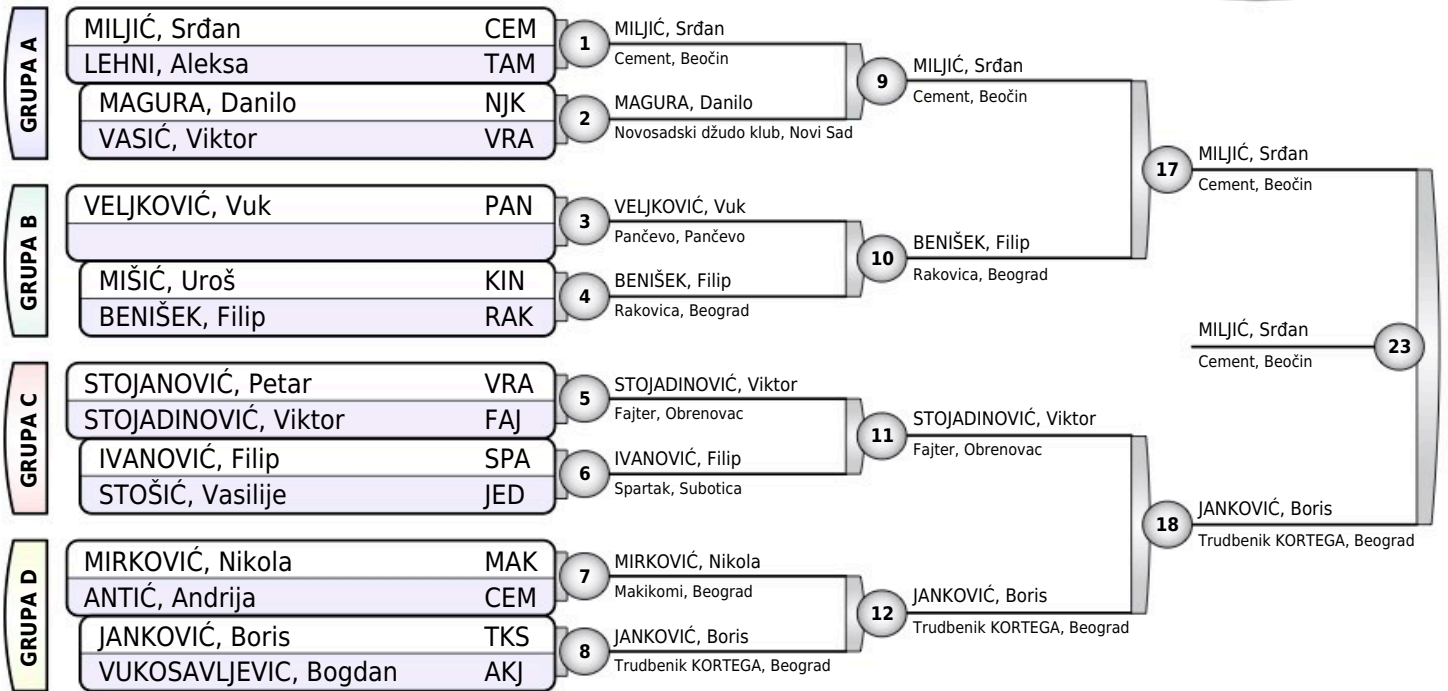 GRUPA A
MILJIĆ, Srđan CEM
LEHNI, Aleksa TAM
MAGURA, Danilo NJK
VASIĆ, Viktor VRA
GRUPA B
VELJKOVIĆ, Vuk PAN
MIŠIĆ, Uroš KIN
BENIŠEK, Filip RAK
GRUPA C
STOJANOVIĆ, Petar VRA
STOJADINOVIĆ, Viktor FAJ
IVANOVIĆ, Filip SPA
STOŠIĆ, Vasilije JED
GRUPA D
MIRKOVIĆ, Nikola MAK
ANTIĆ, Andrija CEM
JANKOVIĆ, Boris TKS
VUKOSAVLJEVIC, Bogdan AKJ
1
MILJIĆ, Srđan
Cement, Beočin
2
MAGURA, Danilo
Novosadski džudo klub, Novi Sad
3
VELJKOVIĆ, Vuk
Pančevo, Pančevo
4
BENIŠEK, Filip
Rakovica, Beograd
5
STOJADINOVIĆ, Viktor
Fajter, Obrenovac
6
IVANOVIĆ, Filip
Spartak, Subotica
7
MIRKOVIĆ, Nikola
Makikomi, Beograd
8
JANKOVIĆ, Boris
Trudbenik KORTEGA, Beograd
9
MILJIĆ, Srđan
Cement, Beočin
10
BENIŠEK, Filip
Rakovica, Beograd
11
STOJADINOVIĆ, Viktor
Fajter, Obrenovac
12
JANKOVIĆ, Boris
Trudbenik KORTEGA, Beograd
17
MILJIĆ, Srđan
Cement, Beočin
18
JANKOVIĆ, Boris
Trudbenik KORTEGA, Beograd
MILJIĆ, Srđan
Cement, Beočin
23